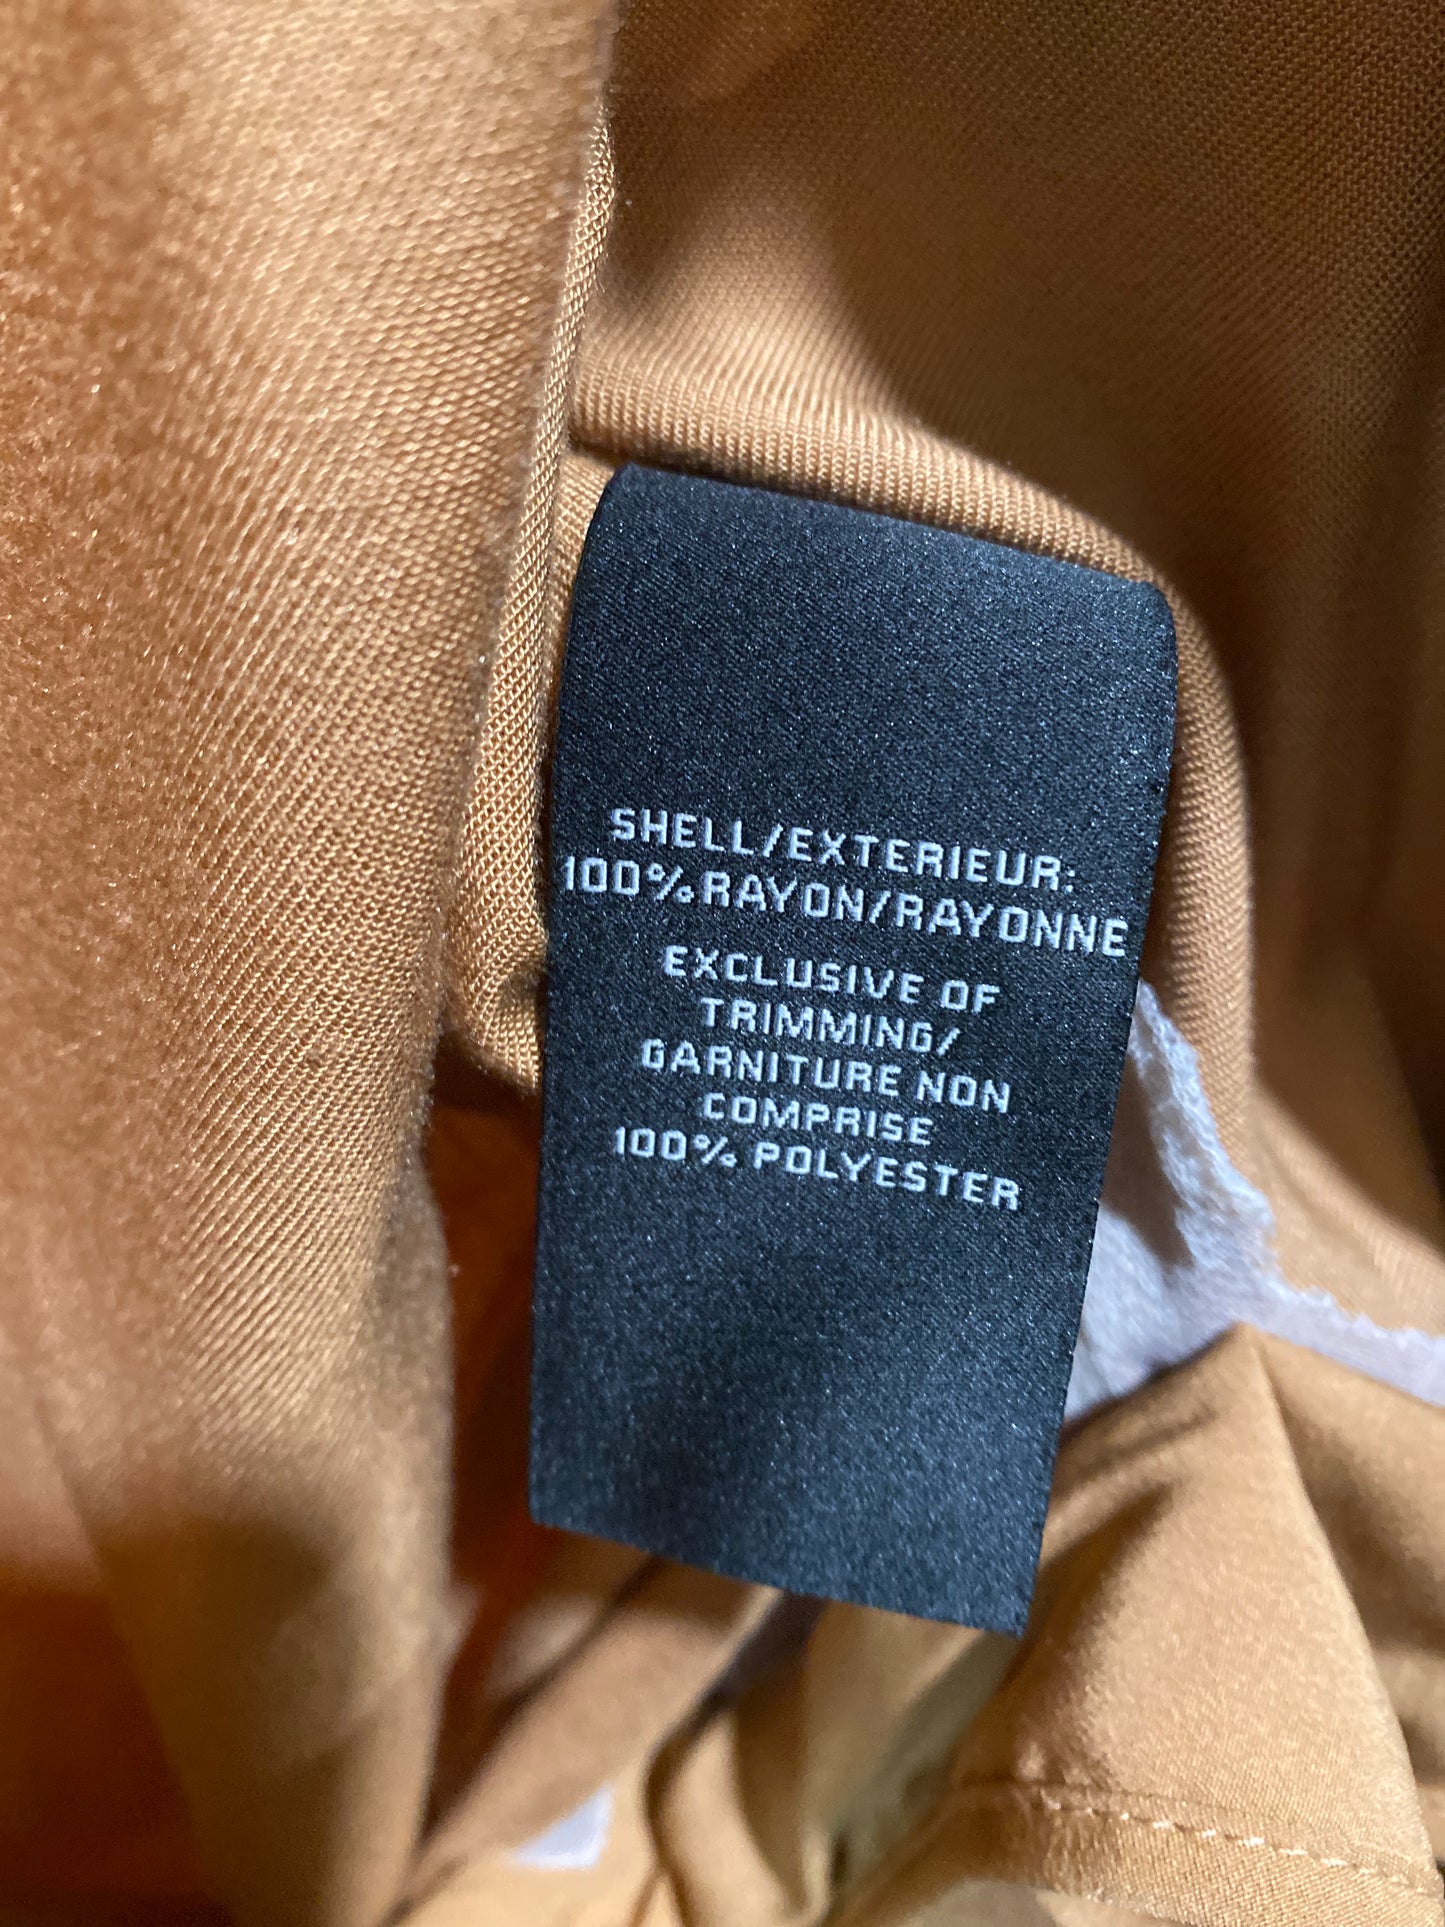 SHELL/EXTERIEUR:
100% RAYON/RAYONNE
EXCLUSIVE OF
TRIMMING/
GARNITURE NON
COMPRISE
100% POLYESTER